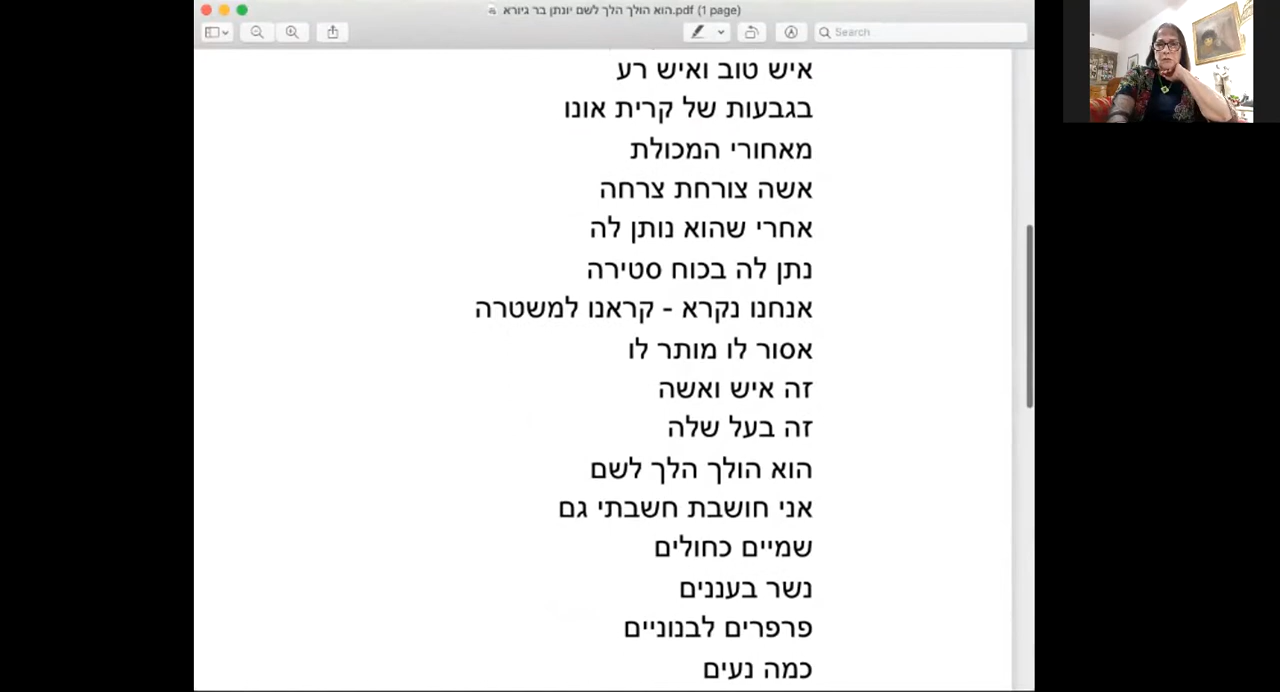 הוא הולך הלך לשם יונתן בר גיורא.pdf (1 page)
Search
איש טוב ואיש רע
בגבעות של קרית אונו
מאחורי המכולת
אשה צורחת צרחה
אחרי שהוא נותן לה
נתן לה בכוח סטירה
אנחנו נקרא - קראנו למשטרה
אסור לו מותר לו
זה איש ואשה
זה בעל שלה
הוא הולך הלך לשם
אני חושבת חשבתי גם
שמיים כחולים
נשר בעננים
פרפרים לבנוניים
כמה נעים